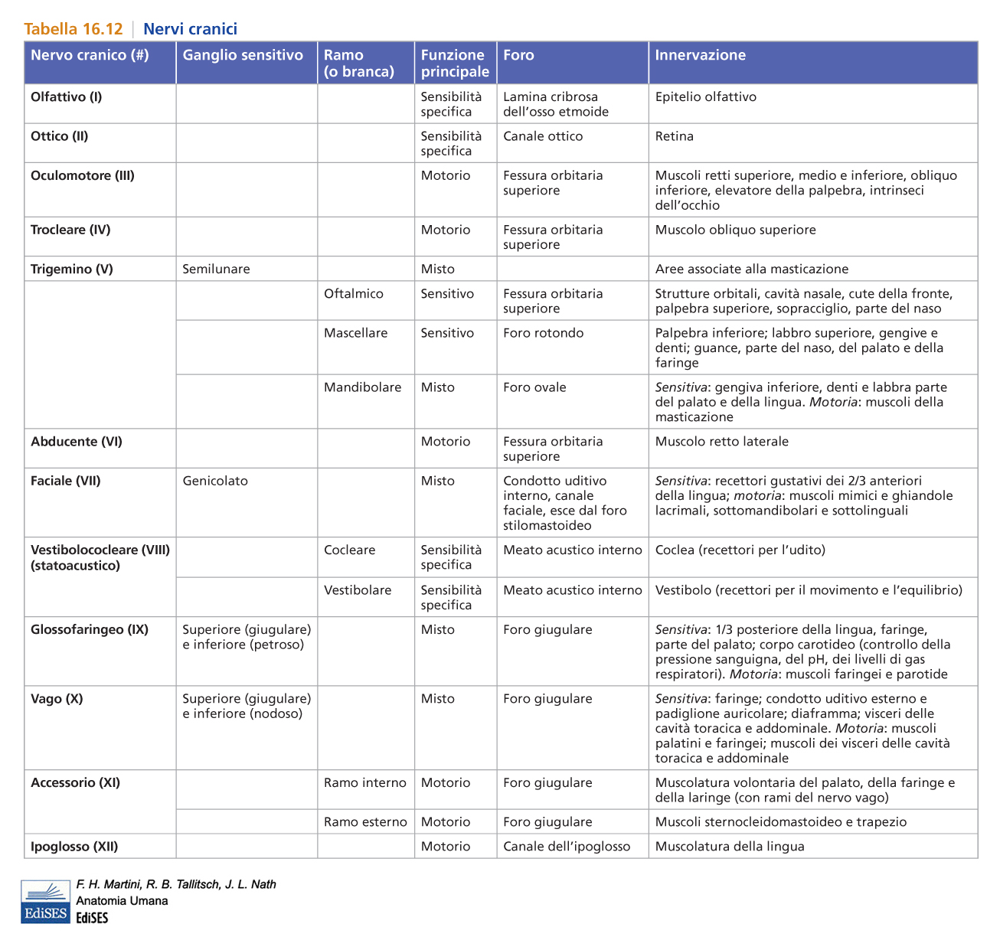 Tabella 16.12 | Nervi cranici
Nervo cranico (#) Ganglio sensitivo Ramo (o branca) Funzione principale Foro Innervazione
Olfattivo (I) Sensibilità specifica Lamina cribrosa dell'osso etmoide Epitelio olfattivo
Ottico (II) Sensibilità specifica Canale ottico Retina
Oculomotore (III) Motorio Fessura orbitaria superiore Muscoli retti superiore, medio e inferiore, obliquo inferiore, elevatore della palpebra, intrinseci dell'occhio
Trocleare (IV) Motorio Fessura orbitaria superiore Muscolo obliquo superiore
Trigemino (V) Semilunare Misto Aree associate alla masticazione
Oftalmico Sensitivo Fessura orbitaria superiore Strutture orbitali, cavità nasale, cute della fronte, palpebra superiore, sopracciglio, parte del naso
Mascellare Sensitivo Foro rotondo Palpebra inferiore; labbro superiore, gengive e denti; guance, parte del naso, del palato e della faringe
Mandibolare Misto Foro ovale Sensitiva: gengiva inferiore, denti e labbra parte del palato e della lingua. Motoria: muscoli della masticazione
Abducente (VI) Motorio Fessura orbitaria superiore Muscolo retto laterale
Faciale (VII) Genicolato Misto Condotto uditivo interno, canale faciale, esce dal foro stilomastoideo Sensitiva: recettori gustativi dei 2/3 anteriori della lingua; motoria: muscoli mimici e ghiandole lacrimali, sottomandibolari e sottolinguali
Vestibolococleare (VIII) (statoacustico) Cocleare Sensibilità specifica Meato acustico interno Coclea (recettori per l'udito)
Vestibolare Sensibilità specifica Meato acustico interno Vestibolo (recettori per il movimento e l'equilibrio)
Glossofaringeo (IX) Superiore (giugulare) e inferiore (petroso) Misto Foro giugulare Sensitiva: 1/3 posteriore della lingua, faringe, parte del palato; corpo carotideo (controllo della pressione sanguigna, del pH, dei livelli di gas respiratori). Motoria: muscoli faringei e parotide
Vago (X) Superiore (giugulare) e inferiore (nodoso) Misto Foro giugulare Sensitiva: faringe; condotto uditivo esterno e padiglione auricolare; diaframma; visceri delle cavità toracica e addominale. Motoria: muscoli palatini e faringei; muscoli dei visceri delle cavità toracica e addominale
Accessorio (XI) Ramo interno Motorio Foro giugulare Muscolatura volontaria del palato, della faringe e della laringe (con rami del nervo vago)
Ramo esterno Motorio Foro giugulare Muscoli sternocleidomastoideo e trapezio
Ipoglosso (XII) Motorio Canale dell'ipoglosso Muscolatura della lingua
F. H. Martini, R. B. Tallitsch, J. L. Nath
Anatomia Umana
EdiSES
EdiSES